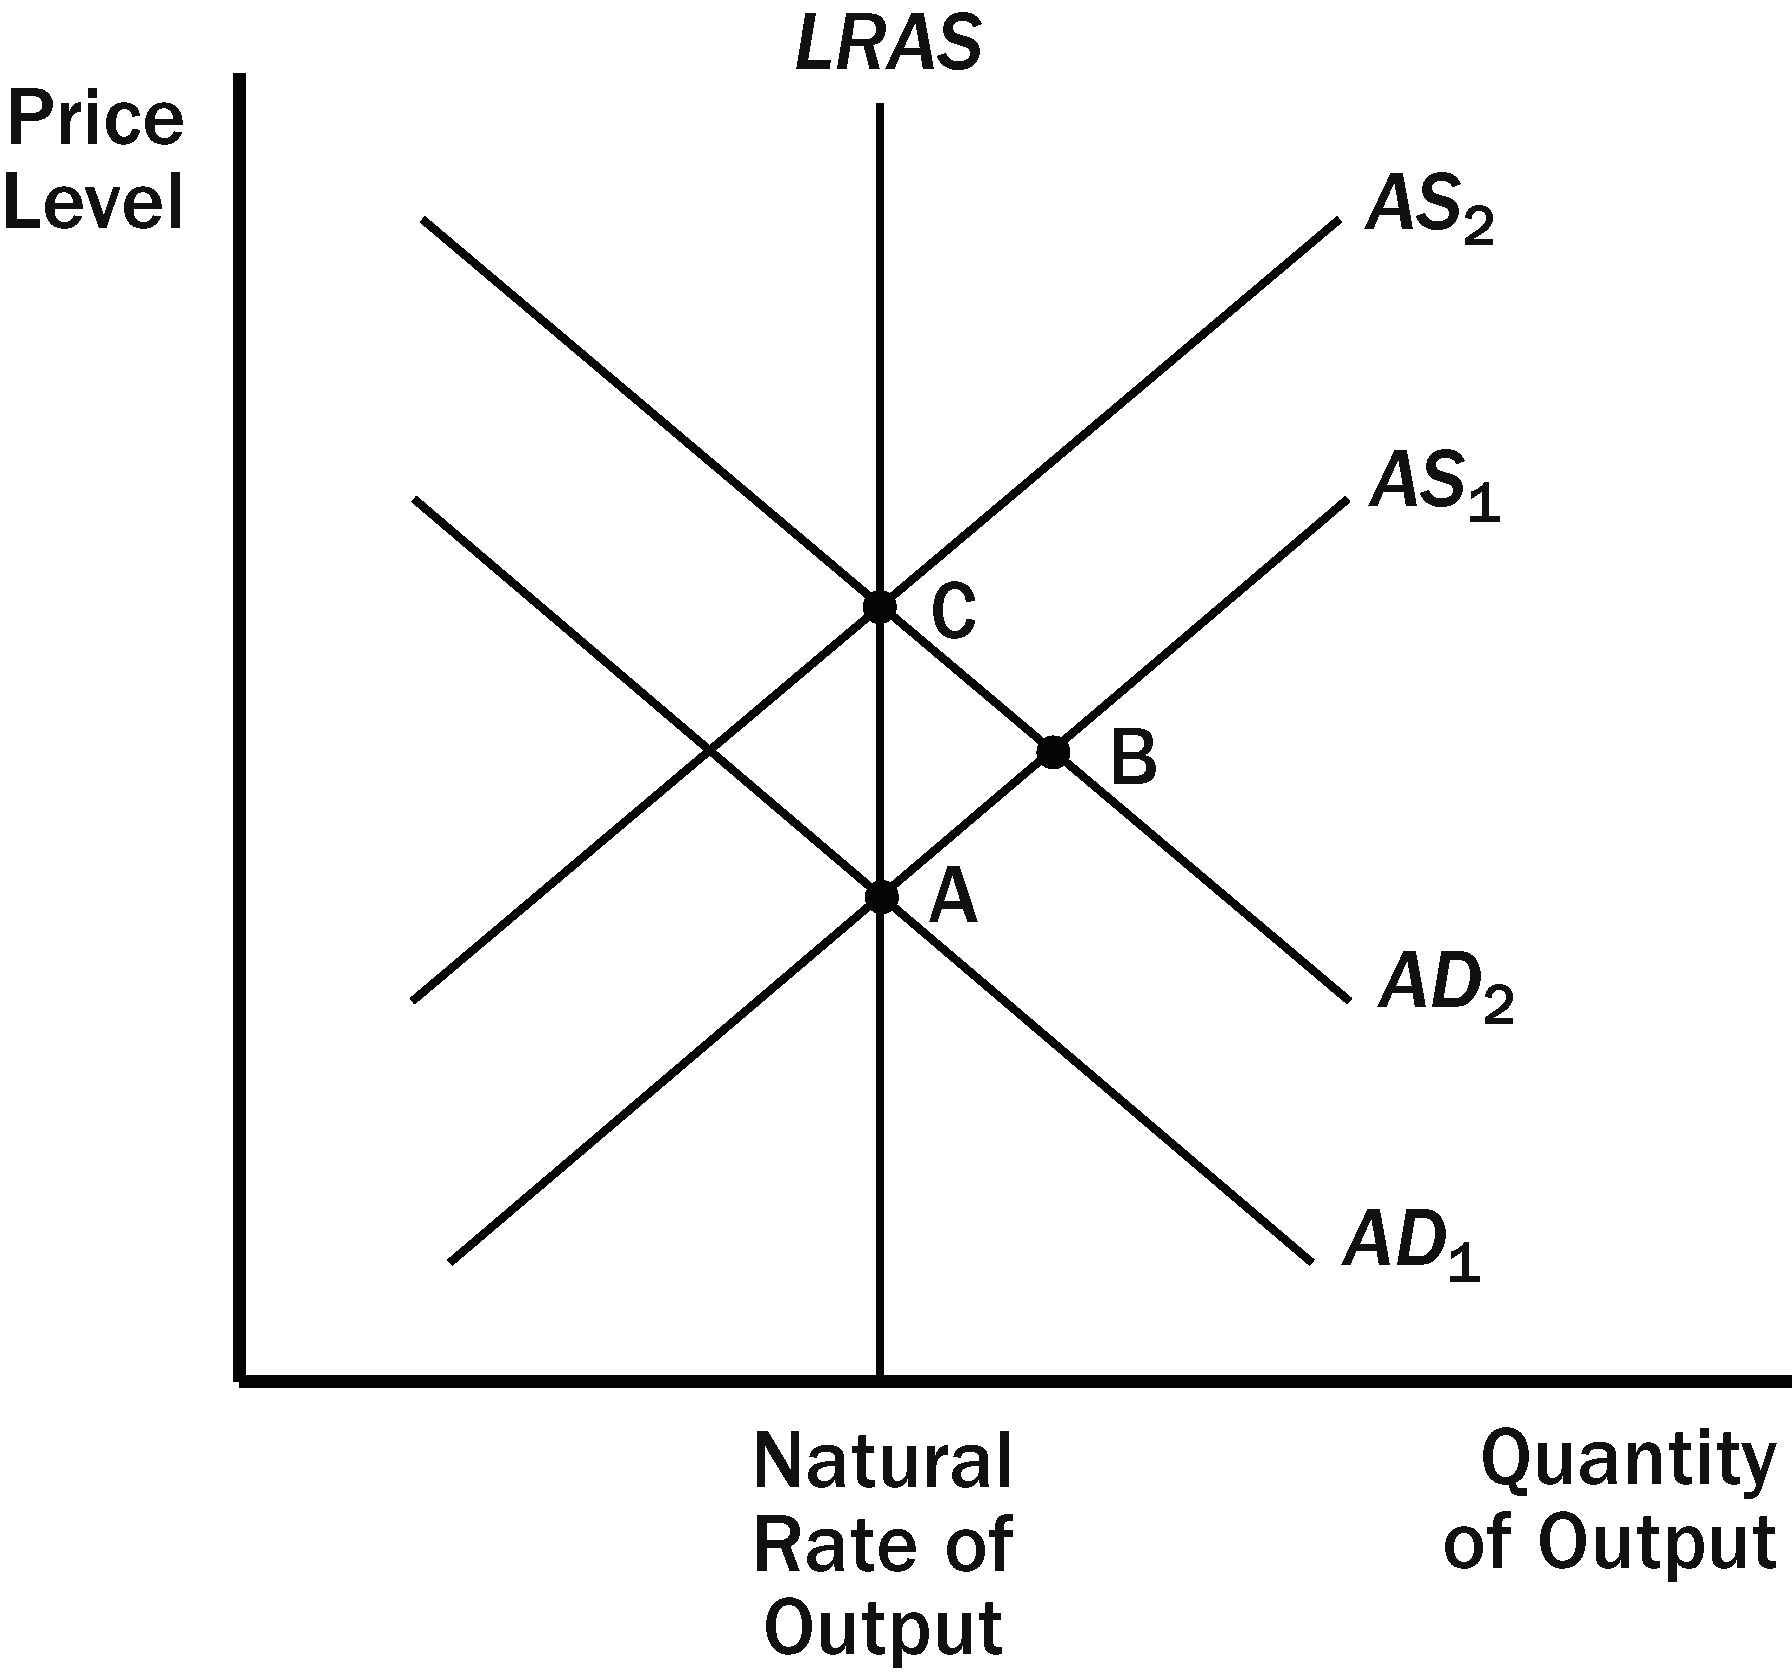 LRAS
Price
Level
AS₂
AS₁
C
B
A
AD₂
AD₁
Natural
Rate of
Output
Quantity
of Output